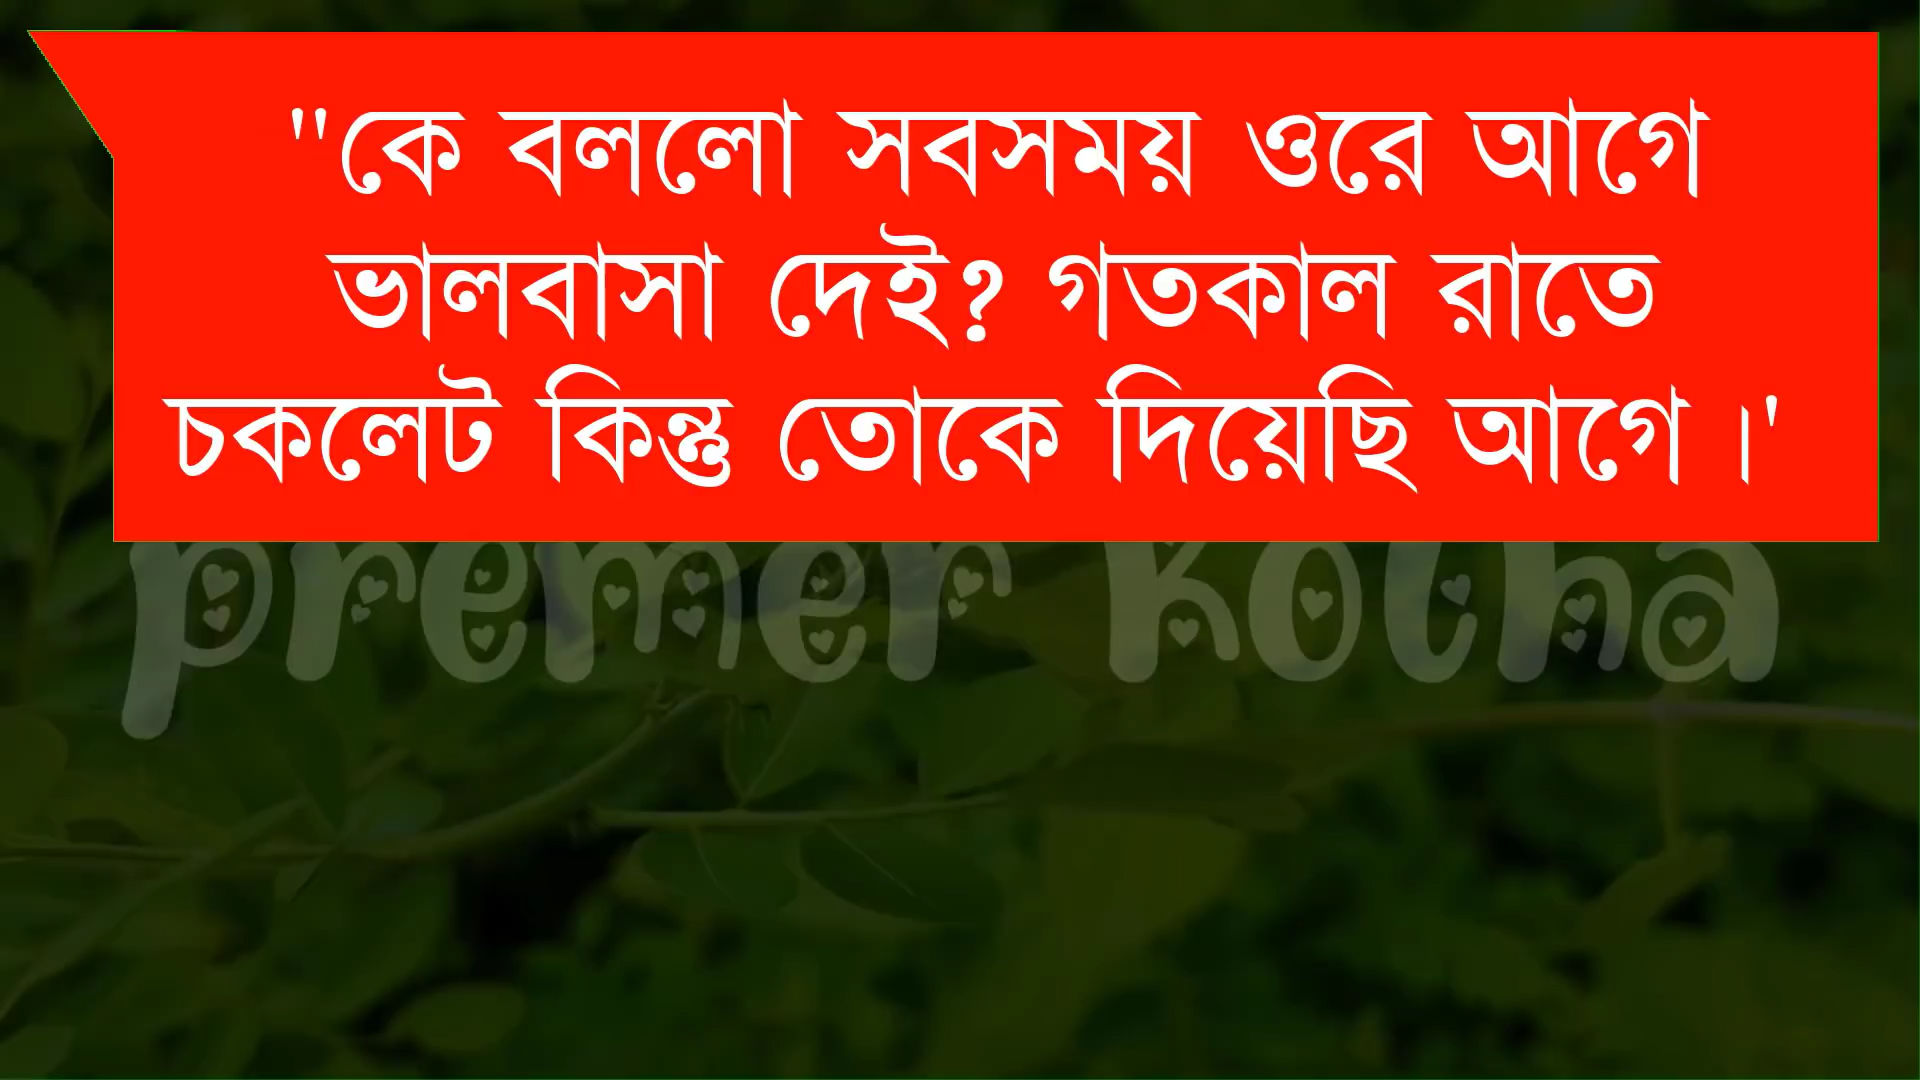 "কে বললো সবসময় ওরে আগে
ভালবাসা দেই? গতকাল রাতে
চকলেট কিন্তু তোকে দিয়েছি আগে ।'
premer kotha